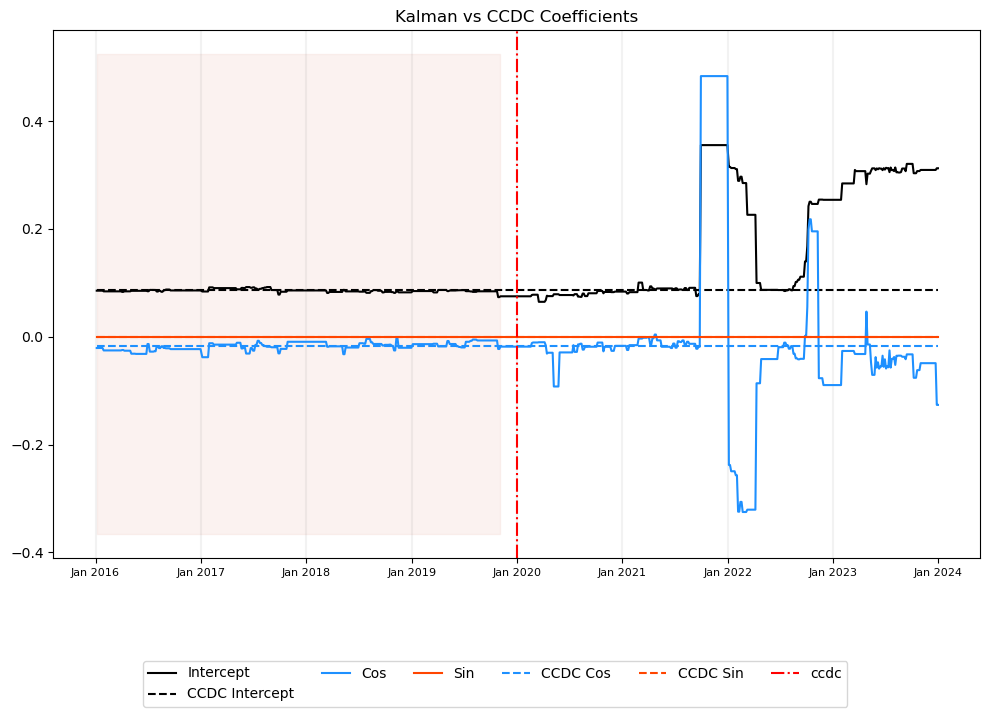 Kalman vs CCDC Coefficients
0.4
0.2
0.0
−0.2
−0.4
Jan 2016 Jan 2017 Jan 2018 Jan 2019 Jan 2020 Jan 2021 Jan 2022 Jan 2023 Jan 2024
Intercept Cos Sin CCDC Cos CCDC Sin ccdc
CCDC Intercept